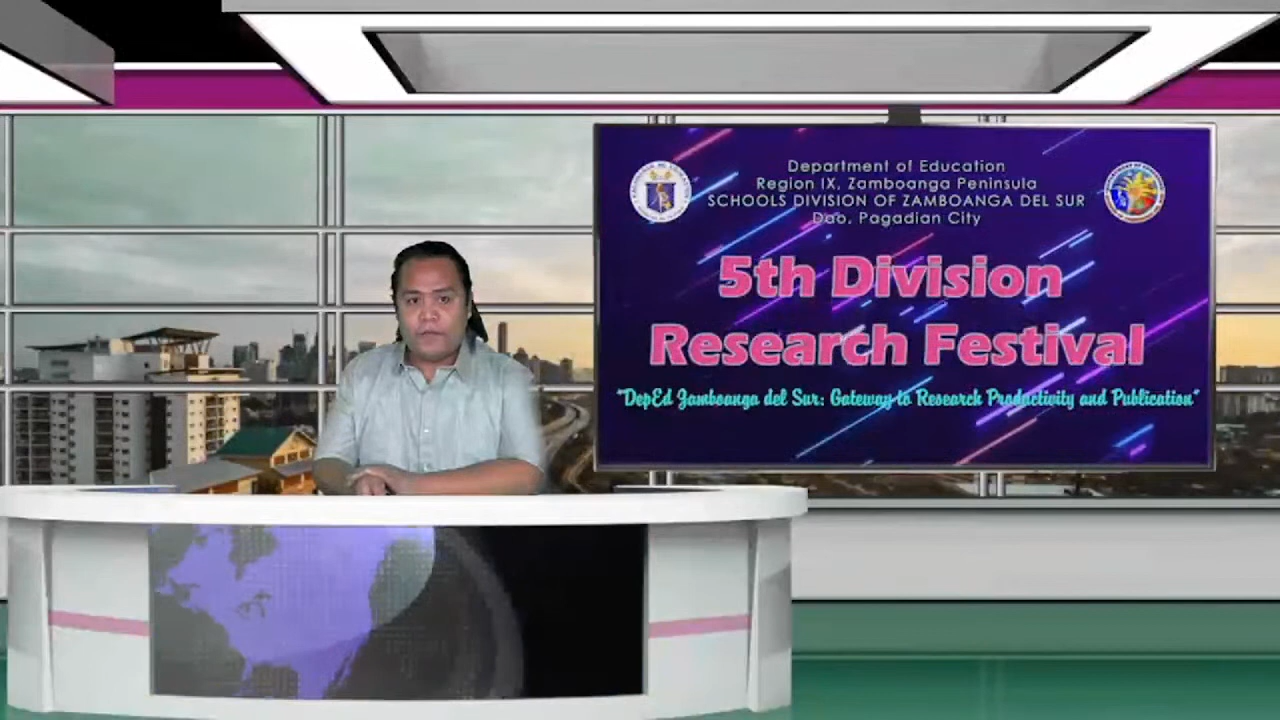 Department of Education
Region IX, Zamboanga Peninsula
SCHOOLS DIVISION OF ZAMBOANGA DEL SUR
Dao, Pagadian City
5th Division
Research Festival
"DepEd Zamboanga del Sur: Gateway to Research Productivity and Publication"